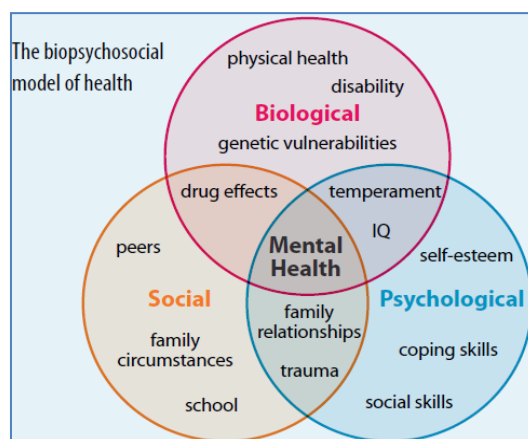 The biopsychosocial
model of health
physical health
disability
Biological
genetic vulnerabilities
drug effects
temperament
IQ
Mental
Health
peers
self-esteem
Social
Psychological
family
relationships
family
circumstances
coping skills
trauma
school
social skills